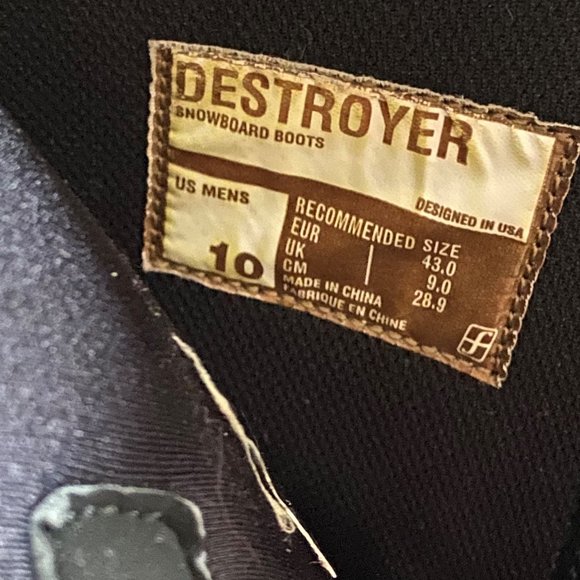 DESTROYER
SNOWBOARD BOOTS
DESIGNED IN USA
US MENS
10
RECOMMENDED SIZE
EUR 43.0
UK 9.0
CM 28.9
MADE IN CHINA
FABRIQUE EN CHINE
f